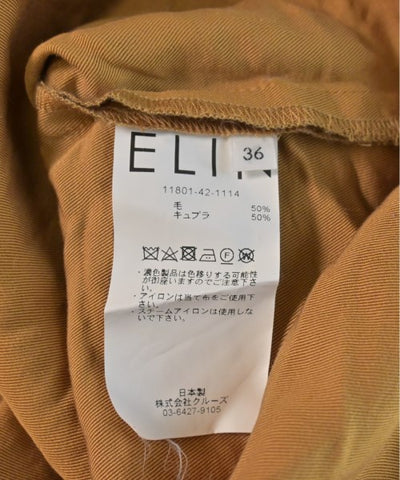 ELIN
36
11801-42-1114
毛 50%
キュプラ 50%
・濃色製品は色移りする可能性
が御座いますのでご注意下さい。
・アイロンは当て布をご使用下
さい。
・スチームアイロンは使用しな
いで下さい。
日本製
株式会社クルーズ
03-6427-9105